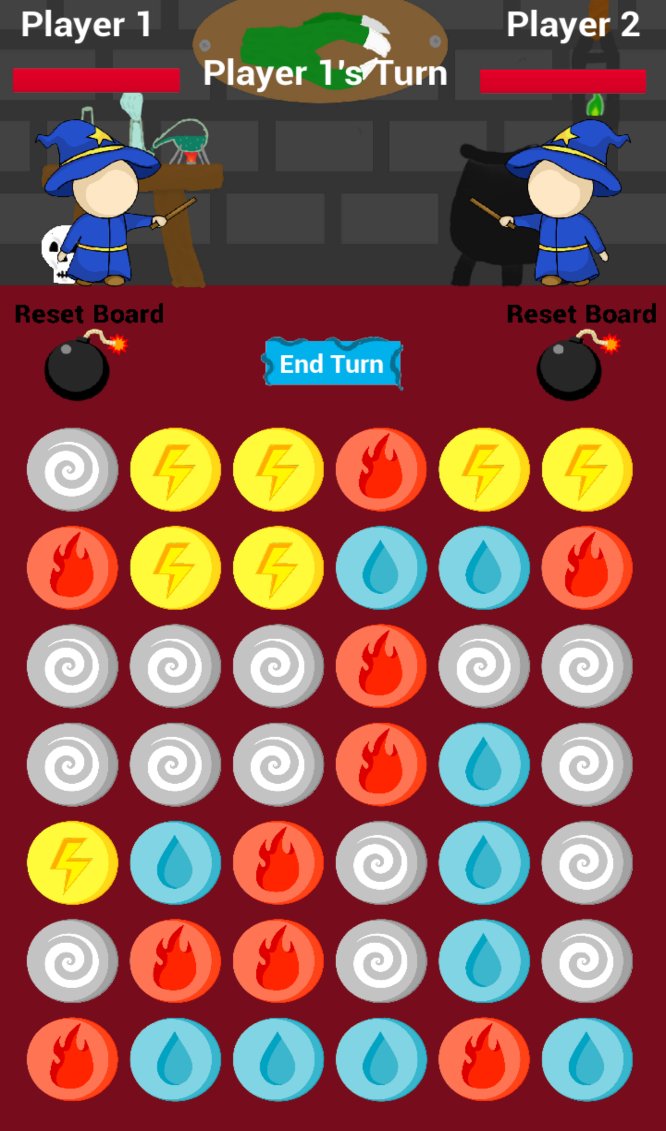 Player 1
Player 2
Player 1's Turn
Reset Board
Reset Board
End Turn